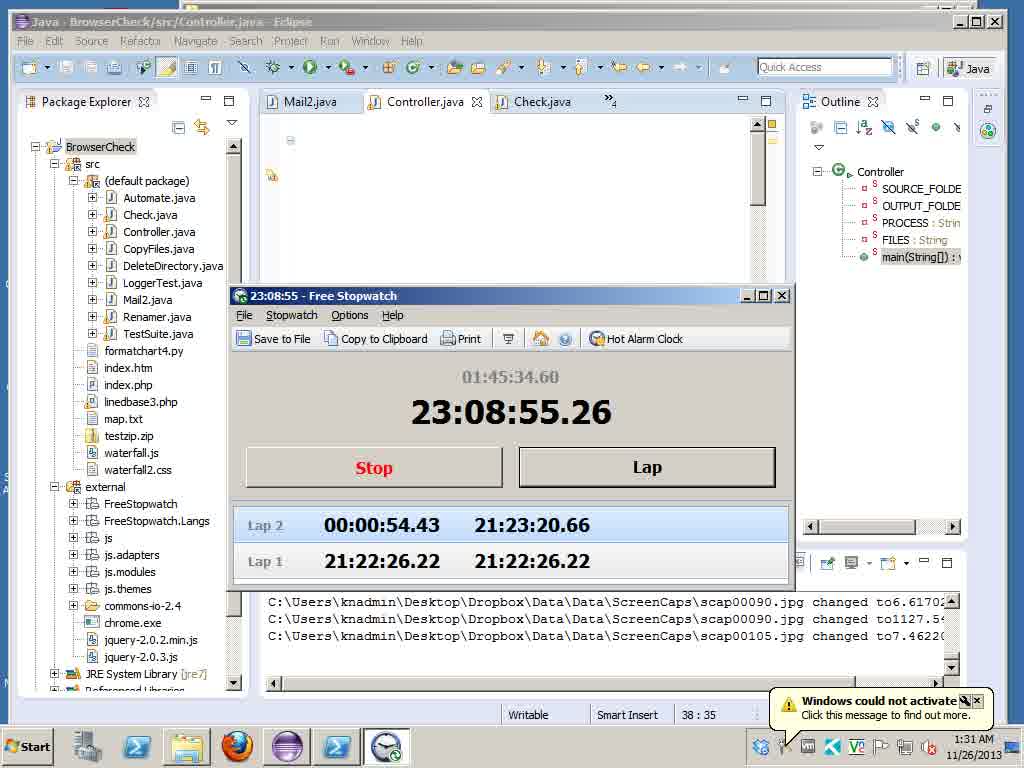 Java - BrowserCheck/src/Controller.java - Eclipse
File Edit Source Refactor Navigate Search Project Run Window Help
Quick Access
Java
Package Explorer
Mail2.java
Controller.java
Check.java
»4
Outline
BrowserCheck
src
(default package)
Automate.java
Check.java
Controller.java
CopyFiles.java
DeleteDirectory.java
LoggerTest.java
Mail2.java
Renamer.java
TestSuite.java
formatchart4.py
index.htm
index.php
linedbase3.php
map.txt
testzip.zip
waterfall.js
waterfall2.css
external
FreeStopwatch
FreeStopwatch.Langs
js
js.adapters
js.modules
js.themes
commons-io-2.4
chrome.exe
jquery-2.0.2.min.js
jquery-2.0.3.js
JRE System Library [jre7]
Referenced Libraries
Controller
SOURCE_FOLDE
OUTPUT_FOLDE
PROCESS : Strin
FILES : String
main(String[]) : v
23:08:55 - Free Stopwatch
File Stopwatch Options Help
Save to File Copy to Clipboard Print Hot Alarm Clock
01:45:34.60
23:08:55.26
Stop Lap
Lap 2 00:00:54.43 21:23:20.66
Lap 1 21:22:26.22 21:22:26.22
C:\Users\knadmin\Desktop\Dropbox\Data\Data\ScreenCaps\scap00090.jpg changed to6.61702
C:\Users\knadmin\Desktop\Dropbox\Data\Data\ScreenCaps\scap00090.jpg changed to1127.54
C:\Users\knadmin\Desktop\Dropbox\Data\Data\ScreenCaps\scap00105.jpg changed to7.46220
Writable Smart Insert 38 : 35
Windows could not activate
Click this message to find out more.
Start
1:31 AM
11/26/2013